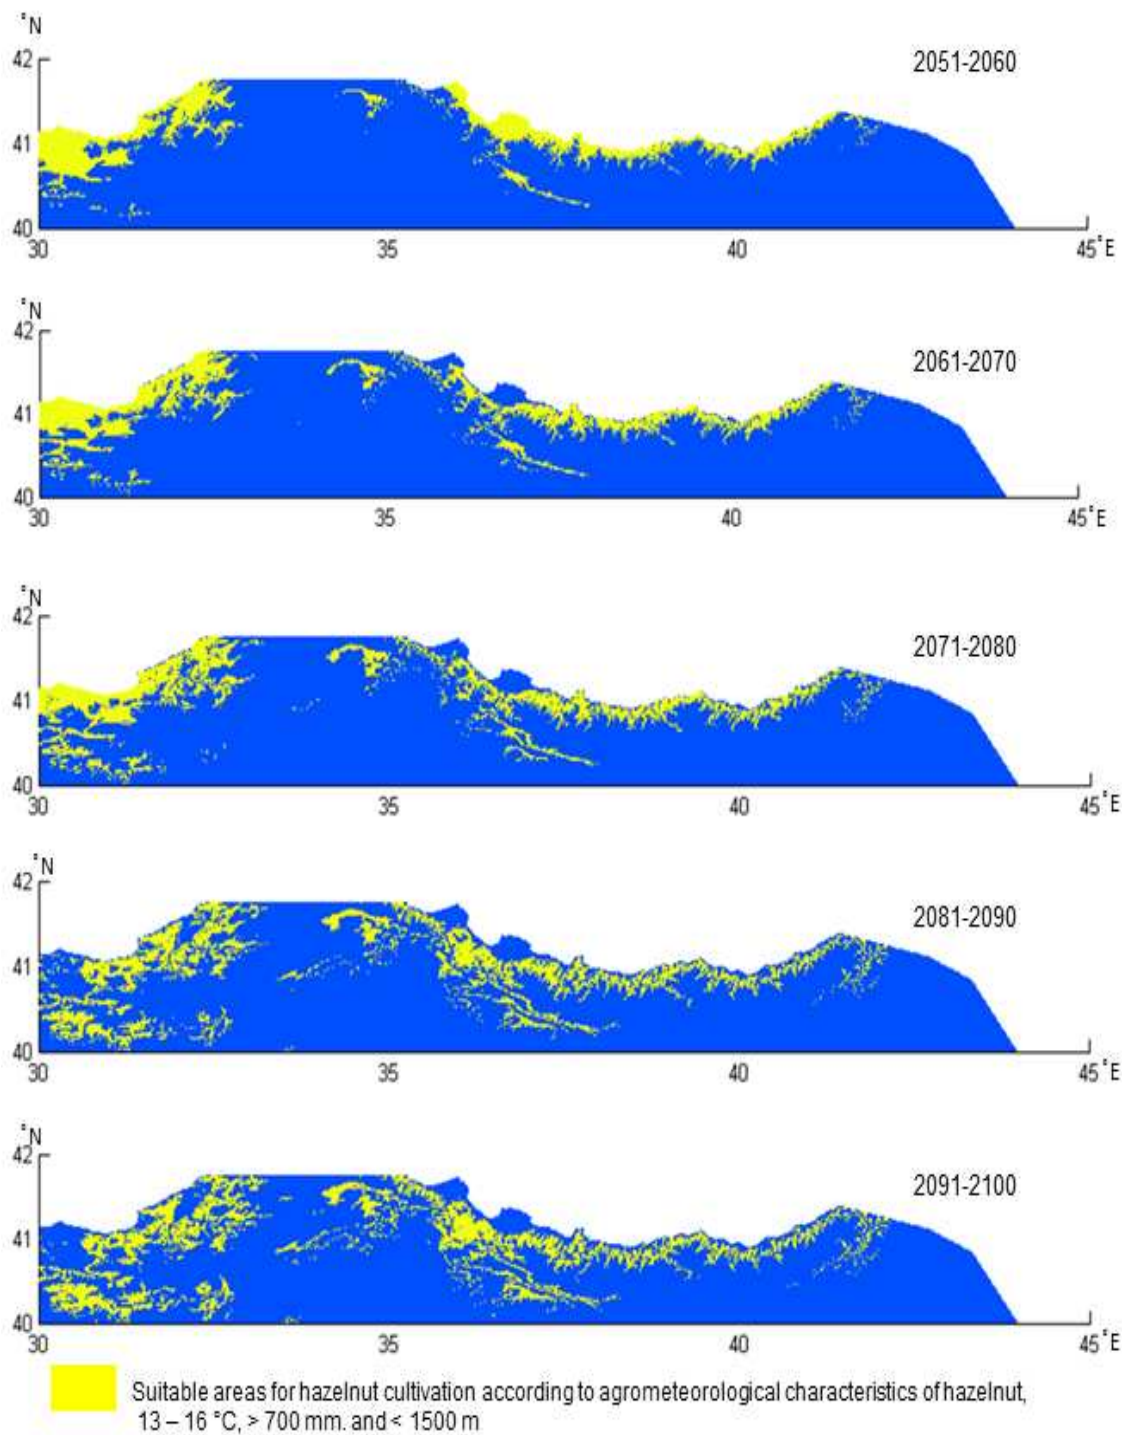 °N
42
2051-2060
41
40
30 35 40 45°E
°N
42
2061-2070
41
40
30 35 40 45°E
°N
42
2071-2080
41
40
30 35 40 45°E
°N
42
2081-2090
41
40
30 35 40 45°E
°N
42
2091-2100
41
40
30 35 40 45°E
Suitable areas for hazelnut cultivation according to agrometeorological characteristics of hazelnut,
13 – 16 °C, > 700 mm. and < 1500 m